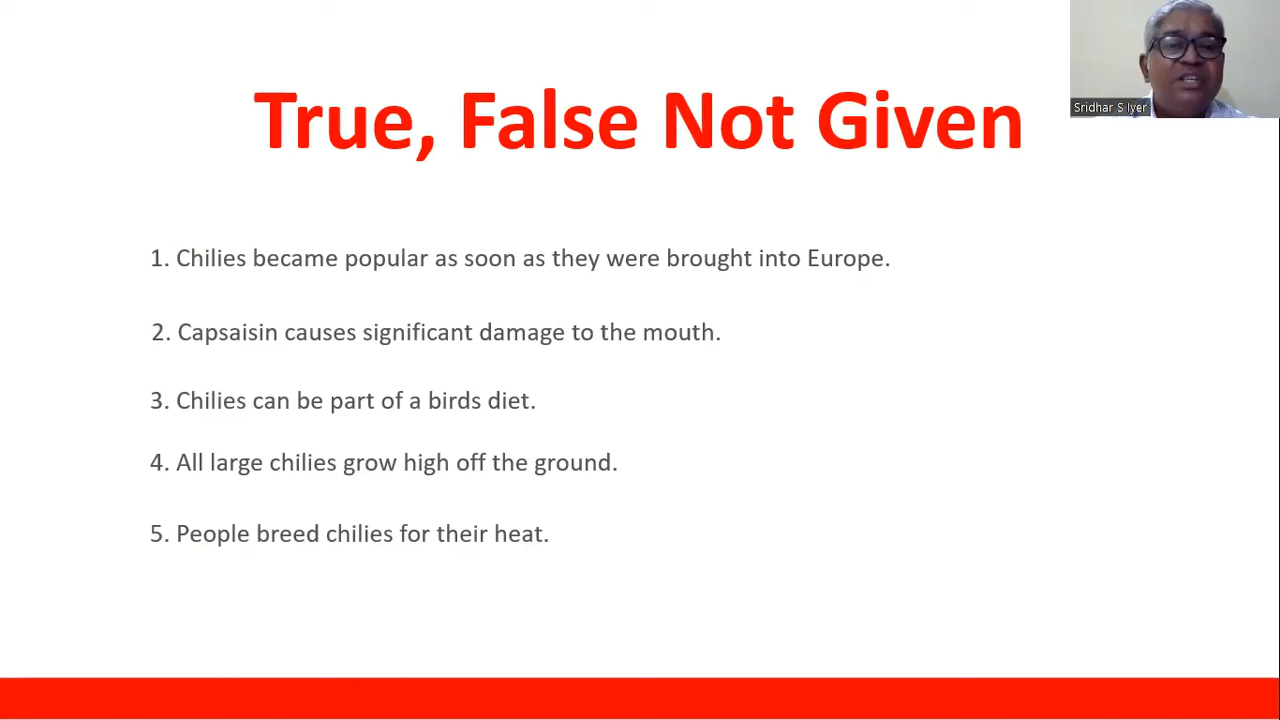 True, False Not Given
Sridhar S Iyer
1. Chilies became popular as soon as they were brought into Europe.
2. Capsaisin causes significant damage to the mouth.
3. Chilies can be part of a birds diet.
4. All large chilies grow high off the ground.
5. People breed chilies for their heat.